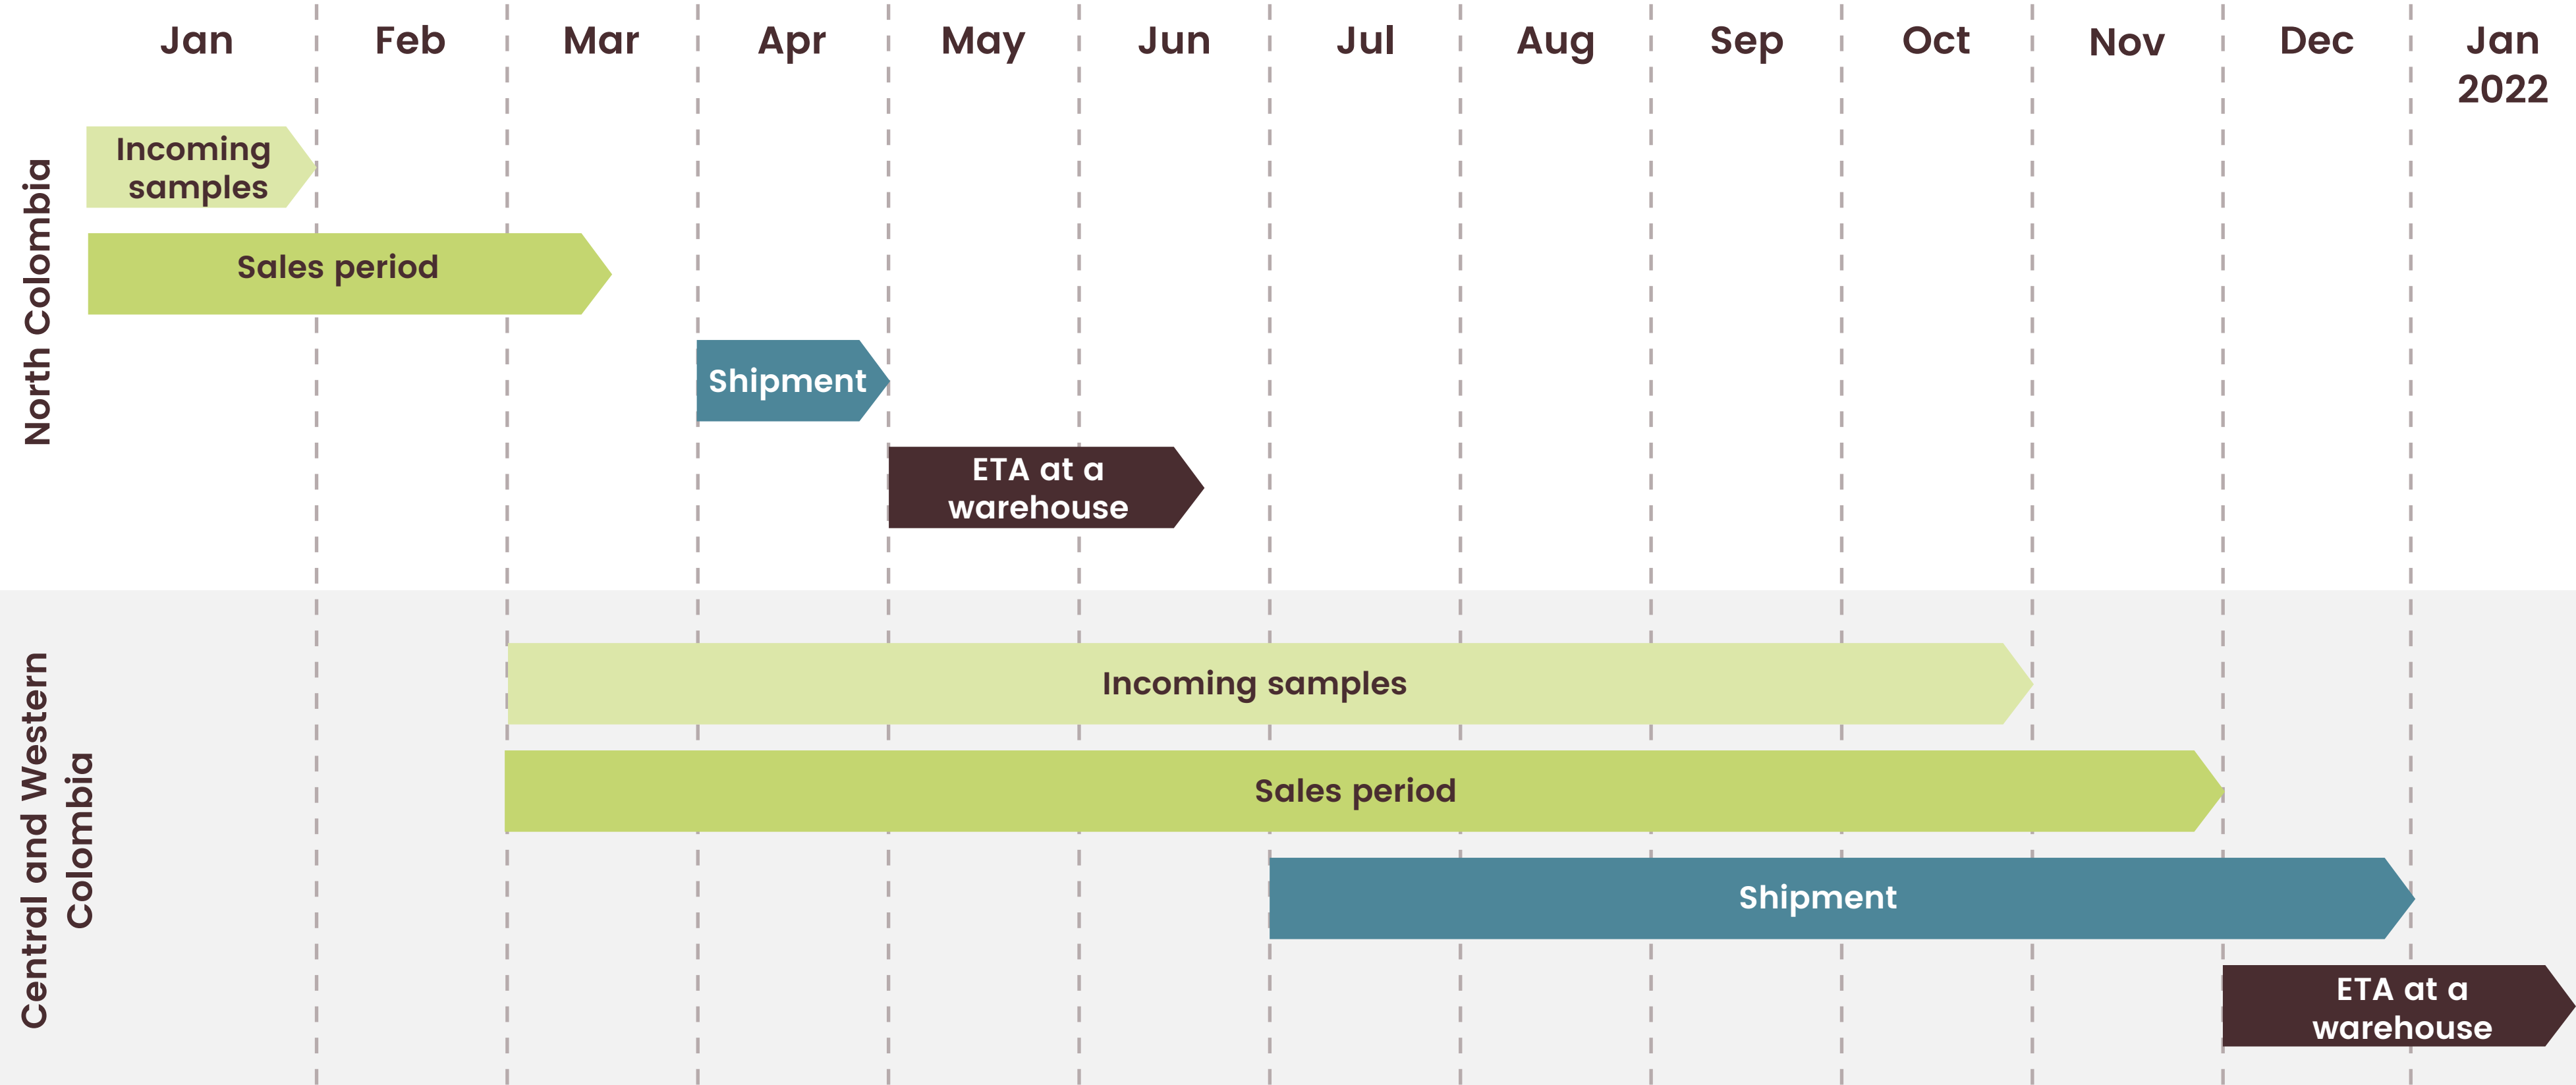 Jan
Feb
Mar
Apr
May
Jun
Jul
Aug
Sep
Oct
Nov
Dec
Jan
2022
North Colombia
Incoming
samples
Sales period
Shipment
ETA at a
warehouse
Central and Western
Colombia
Incoming samples
Sales period
Shipment
ETA at a
warehouse